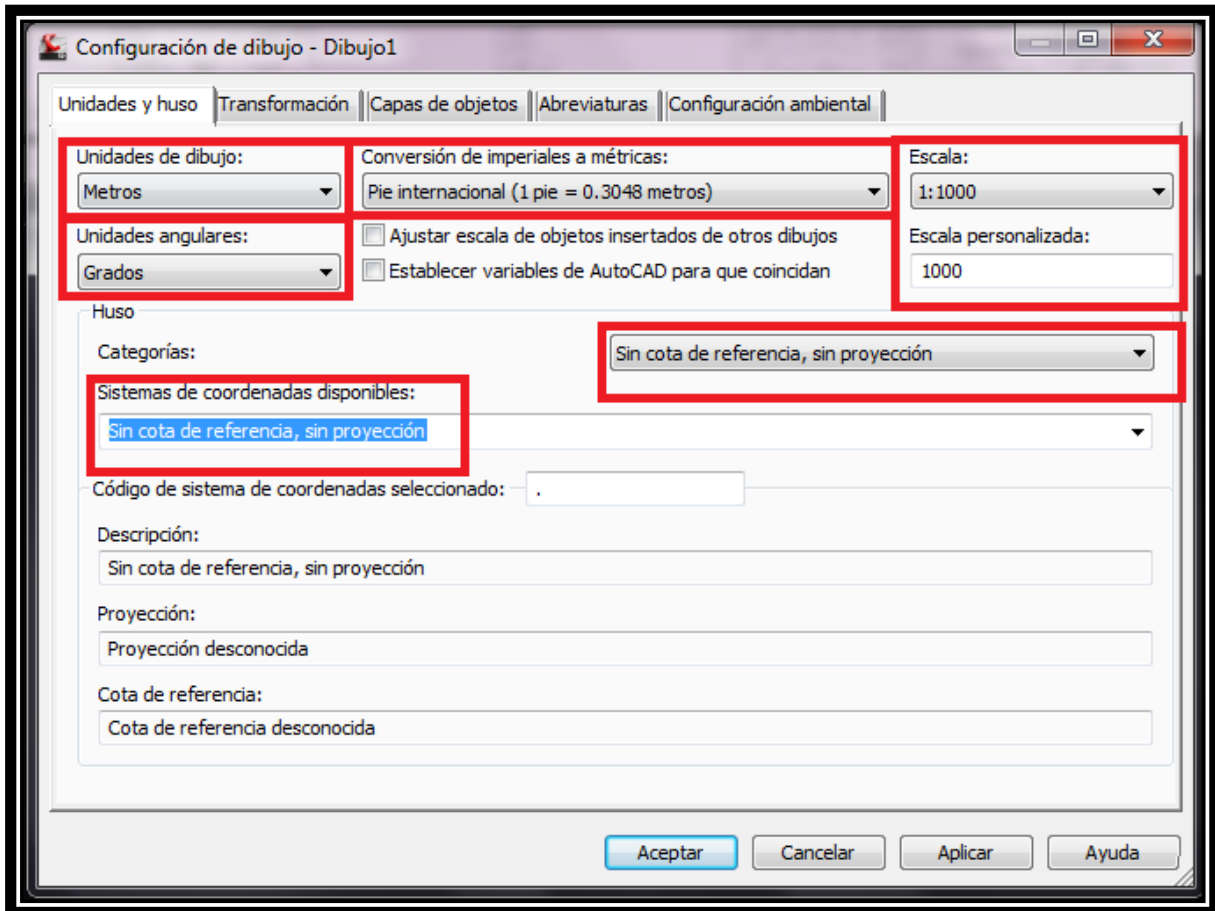 Configuración de dibujo - Dibujo1
Unidades y huso Transformación Capas de objetos Abreviaturas Configuración ambiental
Unidades de dibujo: Conversión de imperiales a métricas: Escala:
Metros Pie internacional (1 pie = 0.3048 metros) 1:1000
Unidades angulares: Ajustar escala de objetos insertados de otros dibujos Escala personalizada:
Grados Establecer variables de AutoCAD para que coincidan 1000
Huso
Categorías: Sin cota de referencia, sin proyección
Sistemas de coordenadas disponibles:
Sin cota de referencia, sin proyección
Código de sistema de coordenadas seleccionado: .
Descripción:
Sin cota de referencia, sin proyección
Proyección:
Proyección desconocida
Cota de referencia:
Cota de referencia desconocida
Aceptar Cancelar Aplicar Ayuda